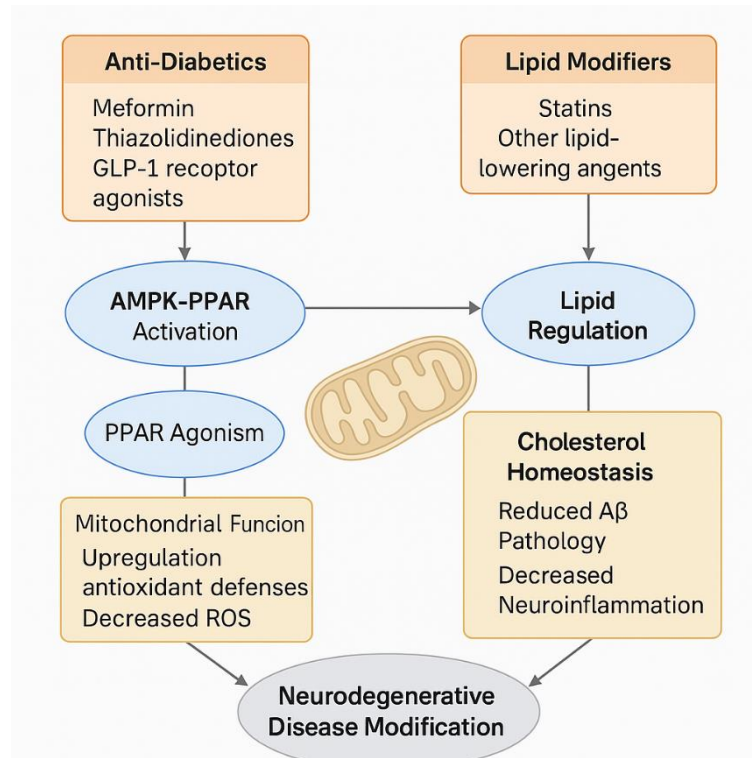 Anti-Diabetics
Meformin
Thiazolidinediones
GLP-1 recoptor
agonists
Lipid Modifiers
Statins
Other lipid-
lowering angents
AMPK-PPAR
Activation
Lipid
Regulation
PPAR Agonism
Mitochondrial Funcion
Upregulation
antioxidant defenses
Decreased ROS
Cholesterol
Homeostasis
Reduced Aβ
Pathology
Decreased
Neuroinflammation
Neurodegenerative
Disease Modification